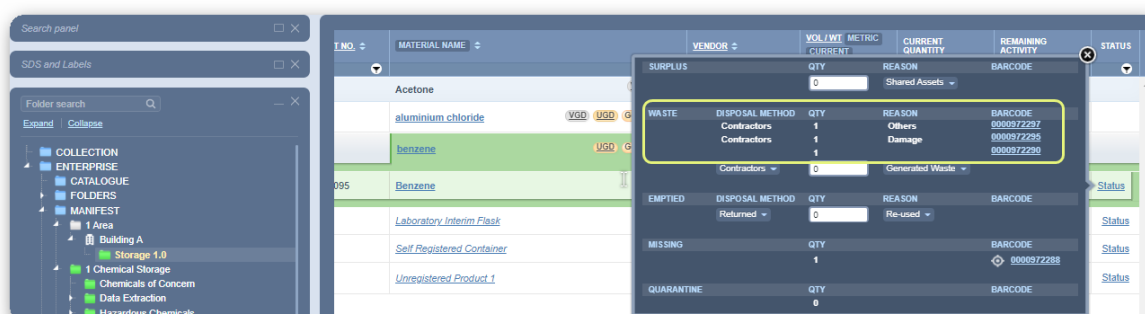 Search panel
SDS and Labels
Folder search
Expand Collapse
COLLECTION
ENTERPRISE
CATALOGUE
FOLDERS
MANIFEST
1 Area
Building A
Storage 1.0
1 Chemical Storage
Chemicals of Concern
Data Extraction
Hazardous Chemicals
T NO. MATERIAL NAME VENDOR VOL / WT METRIC CURRENT CURRENT QUANTITY REMAINING ACTIVITY STATUS
Acetone
aluminium chloride VGD UGD G
benzene UGD G
095 Benzene Status
Laboratory Interim Flask Status
Self Registered Container Status
Unregistered Product 1 Status
SURPLUS QTY REASON BARCODE
0 Shared Assets
WASTE DISPOSAL METHOD QTY REASON BARCODE
Contractors 1 Others 0000972297
Contractors 1 Damage 0000972295
1 0000972290
Contractors 0 Generated Waste
EMPTIED DISPOSAL METHOD QTY REASON BARCODE
Returned 0 Re-used
MISSING QTY BARCODE
1 0000972288
QUARANTINE QTY BARCODE
0